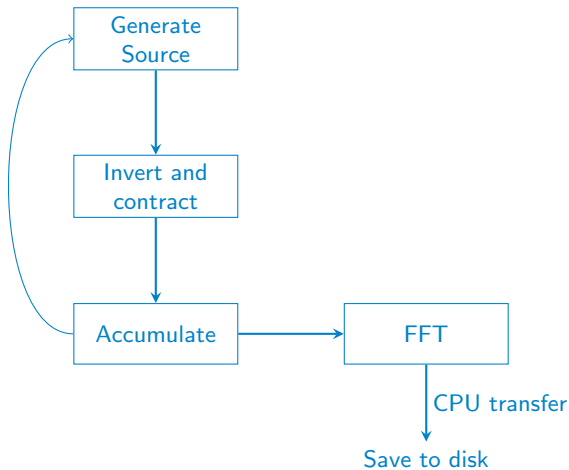 Generate
Source
Invert and
contract
Accumulate
FFT
CPU transfer
Save to disk